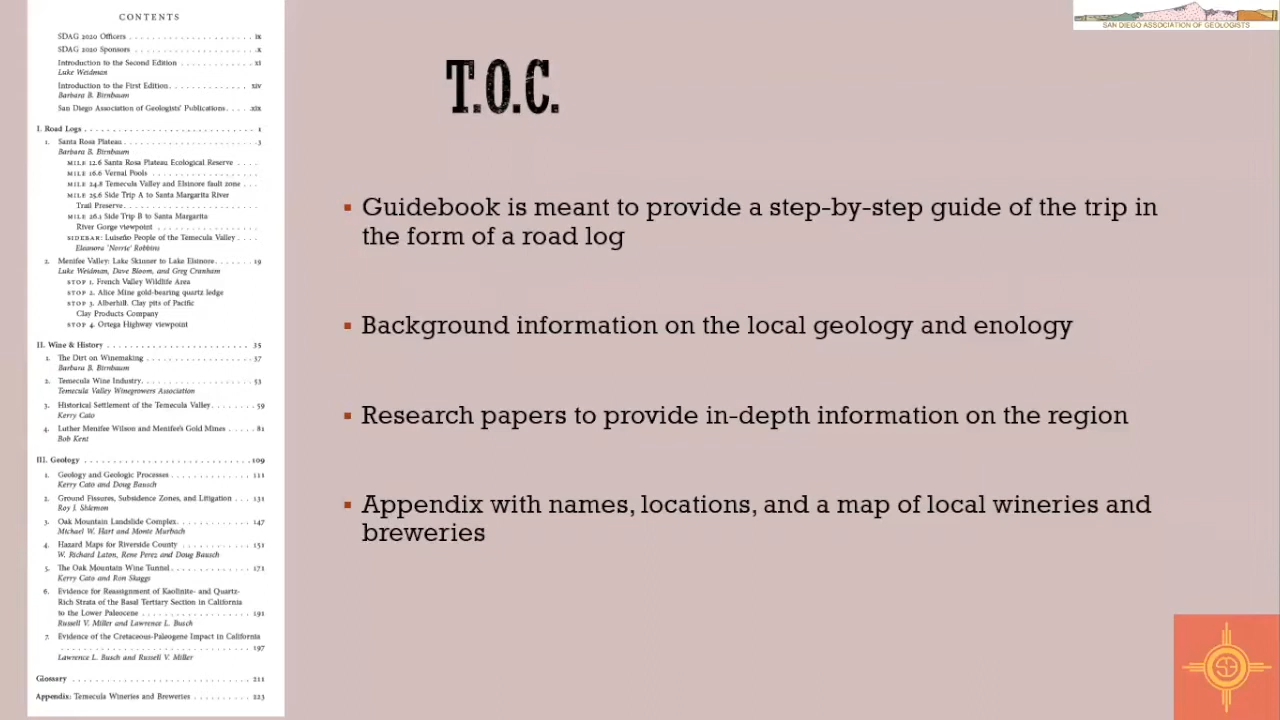 CONTENTS
SDAG 2020 Officers . . . . . . . . . . . . . . . . . . . . . . ix
SDAG 2020 Sponsors . . . . . . . . . . . . . . . . . . . . . x
Introduction to the Second Edition . . . . . . . . . . . . . xi
Luke Weidman
Introduction to the First Edition. . . . . . . . . . . . . . xiv
Barbara B. Birnbaum
San Diego Association of Geologists' Publications. . . . xix
I. Road Logs . . . . . . . . . . . . . . . . . . . . . . . . . . . 1
1. Santa Rosa Plateau . . . . . . . . . . . . . . . . . . . . . . . 3
Barbara B. Birnbaum
MILE 12.6 Santa Rosa Plateau Ecological Reserve . . . .
MILE 16.6 Vernal Pools . . . . . . . . . . . . . . . . . .
MILE 24.8 Temecula Valley and Elsinore fault zone . . .
MILE 25.6 Side Trip A to Santa Margarita River
Trail Preserve. . . . . . . . . . . . . . . . . . . . . . .
MILE 26.1 Side Trip B to Santa Margarita
River Gorge viewpoint . . . . . . . . . . . . . . . . .
SIDEBAR: Luiseño People of the Temecula Valley . . . .
Eleanora 'Norrie' Robbins
2. Menifee Valley: Lake Skinner to Lake Elsinore. . . . . . . 19
Luke Weidman, Dave Bloom, and Greg Cranham
STOP 1. French Valley Wildlife Area
STOP 2. Alice Mine gold-bearing quartz ledge
STOP 3. Alberhill. Clay pits of Pacific
Clay Products Company
STOP 4. Ortega Highway viewpoint
II. Wine & History . . . . . . . . . . . . . . . . . . . . . . . 35
1. The Dirt on Winemaking . . . . . . . . . . . . . . . . . . 37
Barbara B. Birnbaum
2. Temecula Wine Industry. . . . . . . . . . . . . . . . . . . 53
Temecula Valley Winegrowers Association
3. Historical Settlement of the Temecula Valley. . . . . . . . 59
Kerry Cato
4. Luther Menifee Wilson and Menifee's Gold Mines . . . . . 81
Bob Kent
III. Geology . . . . . . . . . . . . . . . . . . . . . . . . . . . 109
1. Geology and Geologic Processes . . . . . . . . . . . . . . 111
Kerry Cato and Doug Bausch
2. Ground Fissures, Subsidence Zones, and Litigation . . . 131
Roy J. Shlemon
3. Oak Mountain Landslide Complex. . . . . . . . . . . . . . 147
Michael W. Hart and Monte Murbach
4. Hazard Maps for Riverside County . . . . . . . . . . . . 151
W. Richard Laton, Rene Perez and Doug Bausch
5. The Oak Mountain Wine Tunnel . . . . . . . . . . . . . . 171
Kerry Cato and Ron Skaggs
6. Evidence for Reassignment of Kaolinite- and Quartz-
Rich Strata of the Basal Tertiary Section in California
to the Lower Paleocene . . . . . . . . . . . . . . . . . . 191
Russell V. Miller and Lawrence L. Busch
7. Evidence of the Cretaceous-Paleogene Impact in California
. . . . . . . . . . . . . . . . . . . . . . . . . . . . . . . . 197
Lawrence L. Busch and Russell V. Miller
Glossary . . . . . . . . . . . . . . . . . . . . . . . . . . . . . 211
Appendix: Temecula Wineries and Breweries . . . . . . . . . . 223
SAN DIEGO ASSOCIATION OF GEOLOGISTS
T.O.C.
▪ Guidebook is meant to provide a step-by-step guide of the trip in
the form of a road log
▪ Background information on the local geology and enology
▪ Research papers to provide in-depth information on the region
▪ Appendix with names, locations, and a map of local wineries and
breweries